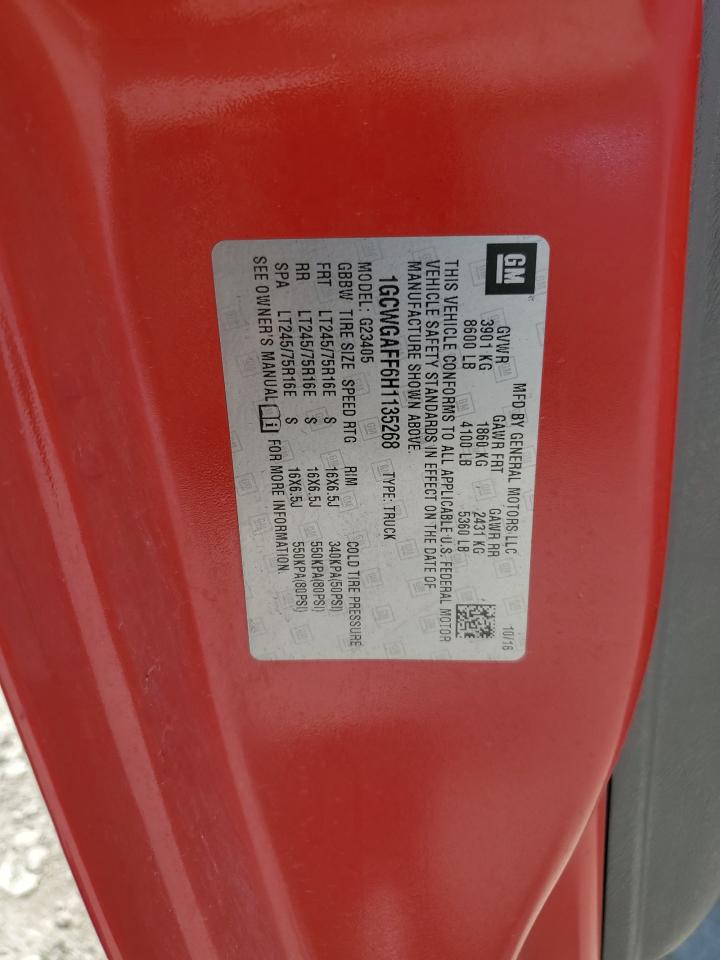 GM
MFD BY GENERAL MOTORS LLC 10/16
GVWR GAWR FRT GAWR RR
3901 KG 1860 KG 2431 KG
8600 LB 4100 LB 5360 LB
THIS VEHICLE CONFORMS TO ALL APPLICABLE U.S. FEDERAL MOTOR
VEHICLE SAFETY STANDARDS IN EFFECT ON THE DATE OF
MANUFACTURE SHOWN ABOVE.
1GCWGAFF6H1135268 TYPE: TRUCK
MODEL: G23405
GBBW TIRE SIZE SPEED RTG RIM COLD TIRE PRESSURE
FRT LT245/75R16E S 16X6.5J 340KPA(50PSI)
RR LT245/75R16E S 16X6.5J 550KPA(80PSI)
SPA LT245/75R16E S 16X6.5J 550KPA(80PSI)
SEE OWNER'S MANUAL i FOR MORE INFORMATION.